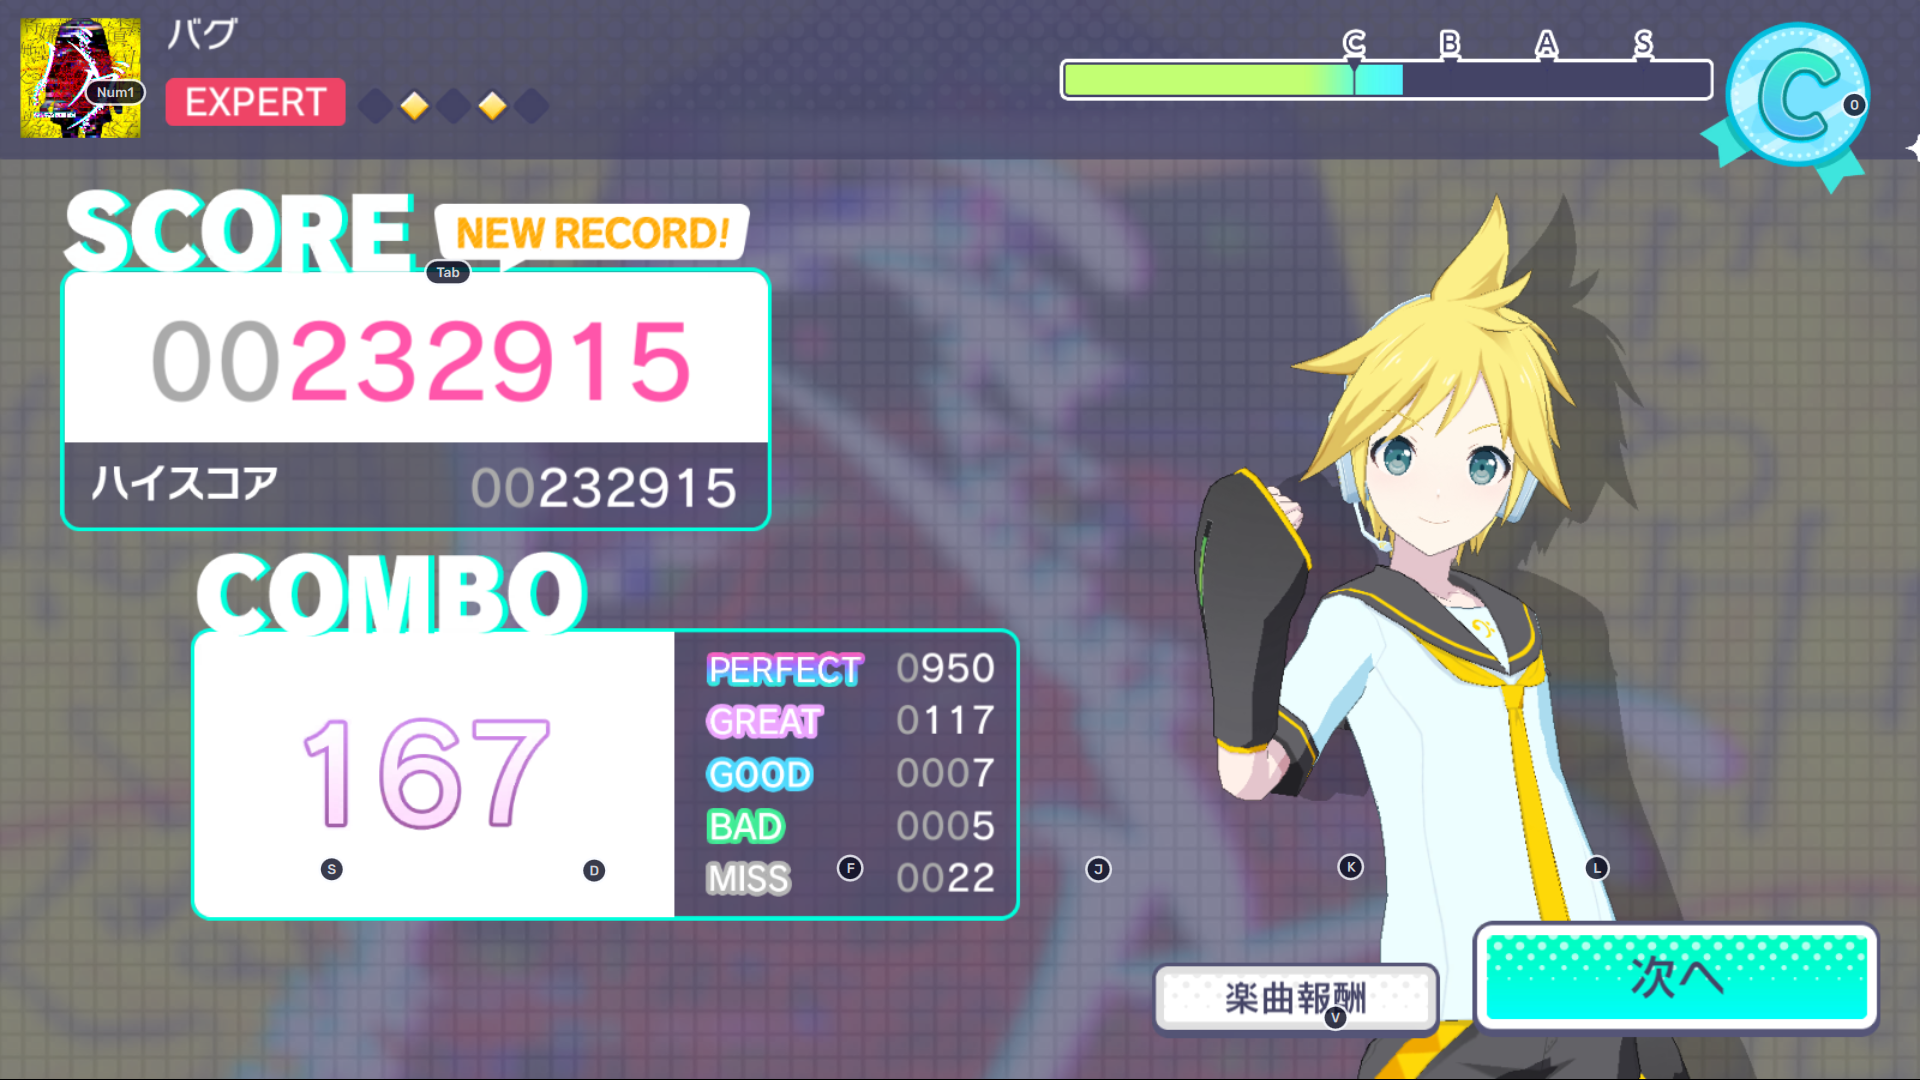 バグ
Num1
EXPERT
C B A S
C
0
SCORE
NEW RECORD!
Tab
00232915
ハイスコア 00232915
COMBO
167
PERFECT 0950
GREAT 0117
GOOD 0007
BAD 0005
MISS 0022
S D F J K L
楽曲報酬
V
次へ